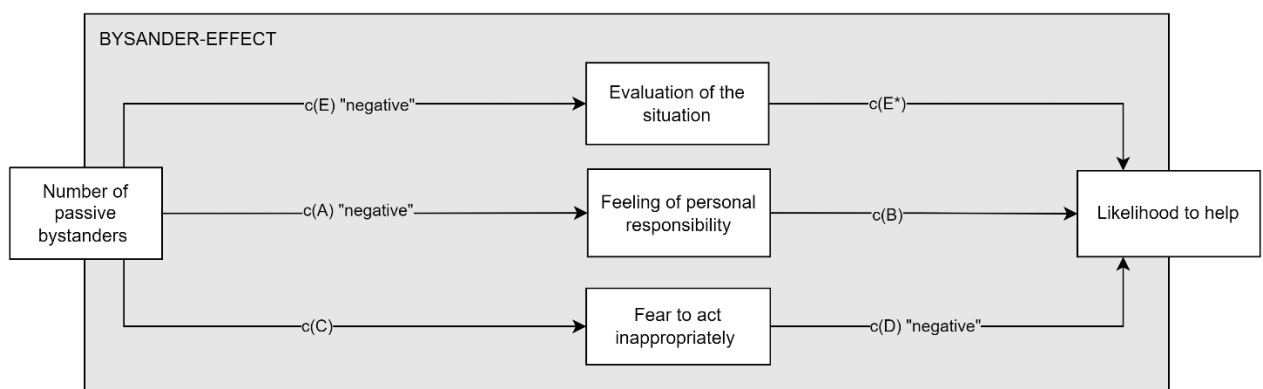 BYSANDER-EFFECT
c(E) "negative"
Evaluation of the
situation
c(E*)
Number of
passive
bystanders
c(A) "negative"
Feeling of personal
responsibility
c(B)
Likelihood to help
c(C)
Fear to act
inappropriately
c(D) "negative"